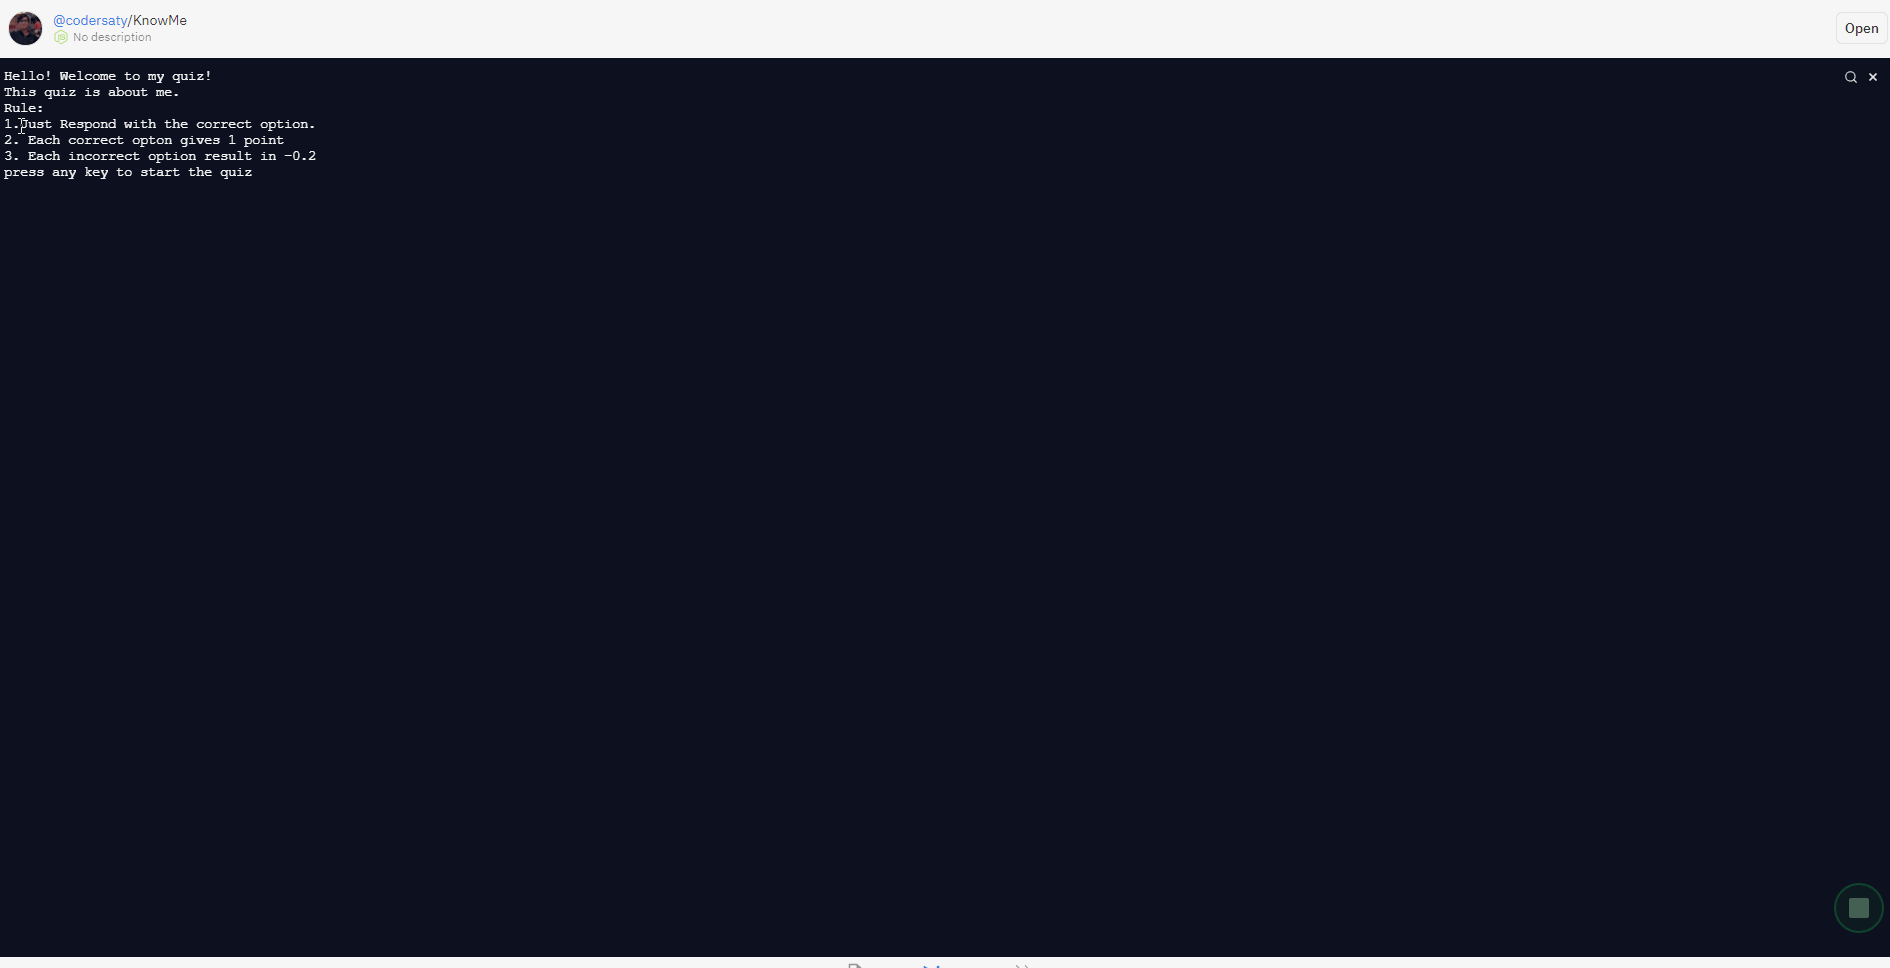 @codersaty/KnowMe
No description
Open
Hello! Welcome to my quiz!
This quiz is about me.
Rule:
1.Just Respond with the correct option.
2. Each correct opton gives 1 point
3. Each incorrect option result in -0.2
press any key to start the quiz